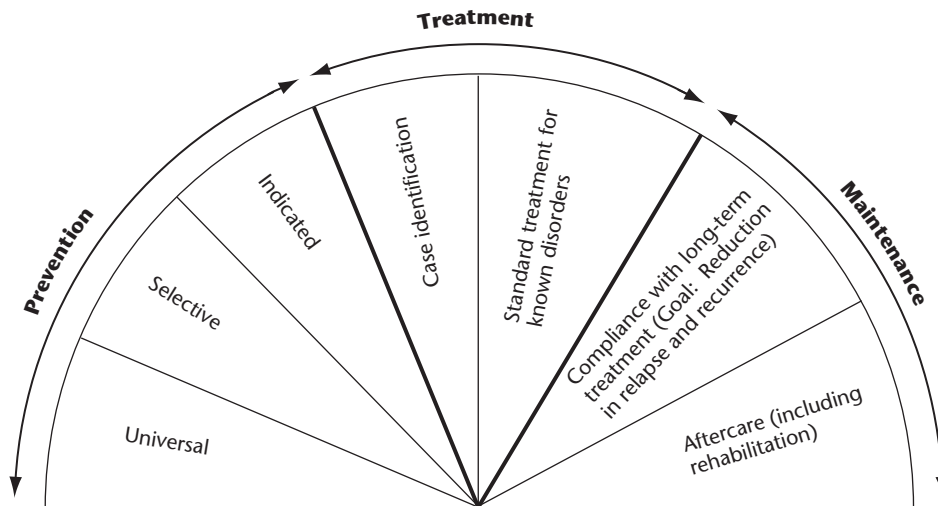 Treatment
Prevention
Maintenance
Universal
Selective
Indicated
Case identification
Standard treatment for
known disorders
Compliance with long-term
treatment (Goal: Reduction
in relapse and recurrence)
Aftercare (including
rehabilitation)